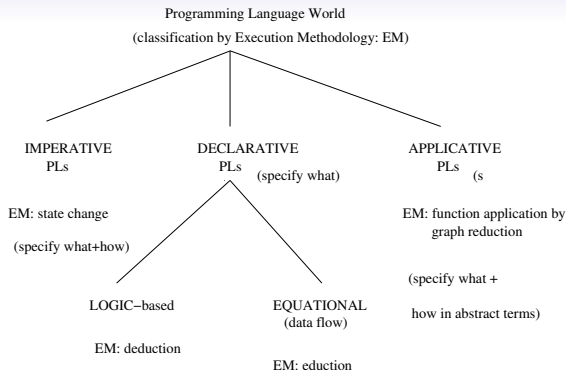 Programming Language World
(classification by Execution Methodology: EM)
IMPERATIVE
PLs
EM: state change
(specify what+how)
DECLARATIVE
PLs (specify what)
APPLICATIVE
PLs (s
EM: function application by
graph reduction
(specify what +
how in abstract terms)
LOGIC−based
EM: deduction
EQUATIONAL
(data flow)
EM: eduction